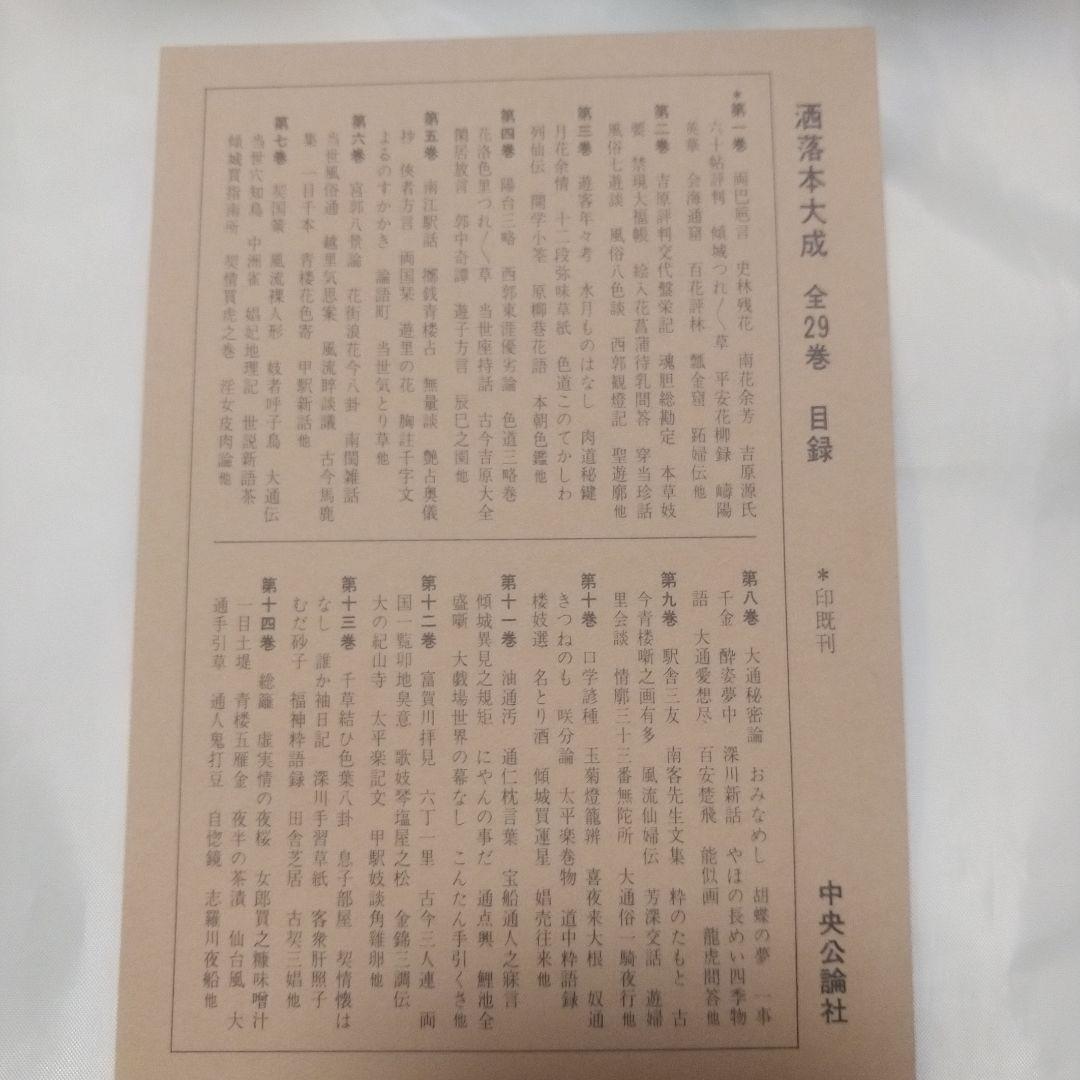 洒落本大成 全29巻 目録 *印既刊 中央公論社
*第一巻 両巴巵言 史林残花 南花余芳 吉原源氏
六十帖評判 傾城つれ〴〵草 平安花柳録 嶹陽
英華 会海通窟 百花評林 瓢金窟 跖婦伝他
第二巻 吉原評判交代盤栄記 魂胆総勘定 本草妓
要 禁現大福帳 絵入花菖蒲待乳問答 穿当珍話
風俗七遊談 風俗八色談 西郭観燈記 聖遊廓他
第三巻 遊客年々考 水月ものはなし 肉道秘鍵
月花余情 十二段弥味草紙 色道このてかしわ
列仙伝 開学小筌 原柳巷花語 本朝色鑑他
第四巻 陽台三略 西郭東涯優劣論 色道三略巻
花洛色里つれ〴〵草 当世座持話 古今吉原大全
閑居放言 郭中奇譚 遊子方言 辰巳之園他
第五巻 南江駅話 擲銭青楼占 無量談 艶占奥儀
抄 侠者方言 両国栞 遊里の花 胸註千字文
よるのすかかき 論語町 当世気とり草他
第六巻 宮郭八景論 花街浪花今八卦 南閨雑話
当世風俗通 越里気思案 風流睟談議 古今馬鹿
集 一目千本 青楼花色寄 甲駅新話他
第七巻 契国策 風流裸人形 妓者呼子鳥 大通伝
当世穴知鳥 中洲雀 娼妃地理記 世説新語茶
傾城買指南所 契情買虎之巻 淫女皮肉論他
第八巻 大通秘密論 おみなめし 胡蝶の夢 一事
千金 酔姿夢中 深川新話 やほの長めい四季物
語 大通愛想尽 百安楚飛 能似画 龍虎問答他
第九巻 駅舎三友 南客先生文集 粋のたもと 古
今青楼噺之画有多 風流仙婦伝 芳深交話 遊婦
里会談 情廓三十三番無陀所 大通俗一騎夜行他
第十巻 口学諺種 玉菊燈籠辨 喜夜来大根 奴通
きつねのも 咲分論 太平楽巻物 道中粋語録
楼妓選 名とり酒 傾城買運星 娼売往来他
第十一巻 油通汚 通仁枕言葉 宝船通人之寐言
傾城異見之規矩 にやんの事だ 通点興 鯉池全
盛噺 大戯場世界の幕なし こんたん手引くさ他
第十二巻 富賀川拝見 六丁一里 古今三人連 両
国一覧卯地臭意 歌妓琴塩屋之松 金錦三調伝
大の紀山寺 太平楽記文 甲駅妓談角雞卵他
第十三巻 千草結ひ色葉八卦 息子部屋 契情懐は
なし 誰か袖日記 深川手習草紙 客衆肝照子
むだ砂子 福神粋語録 田舎芝居 古契三娼他
第十四巻 総籬 虚実情の夜桜 女郎買之糠味噌汁
一目土堤 青楼五雁金 夜半の茶漬 仙台風 大
通手引草 通人鬼打豆 自惚鏡 志羅川夜船他